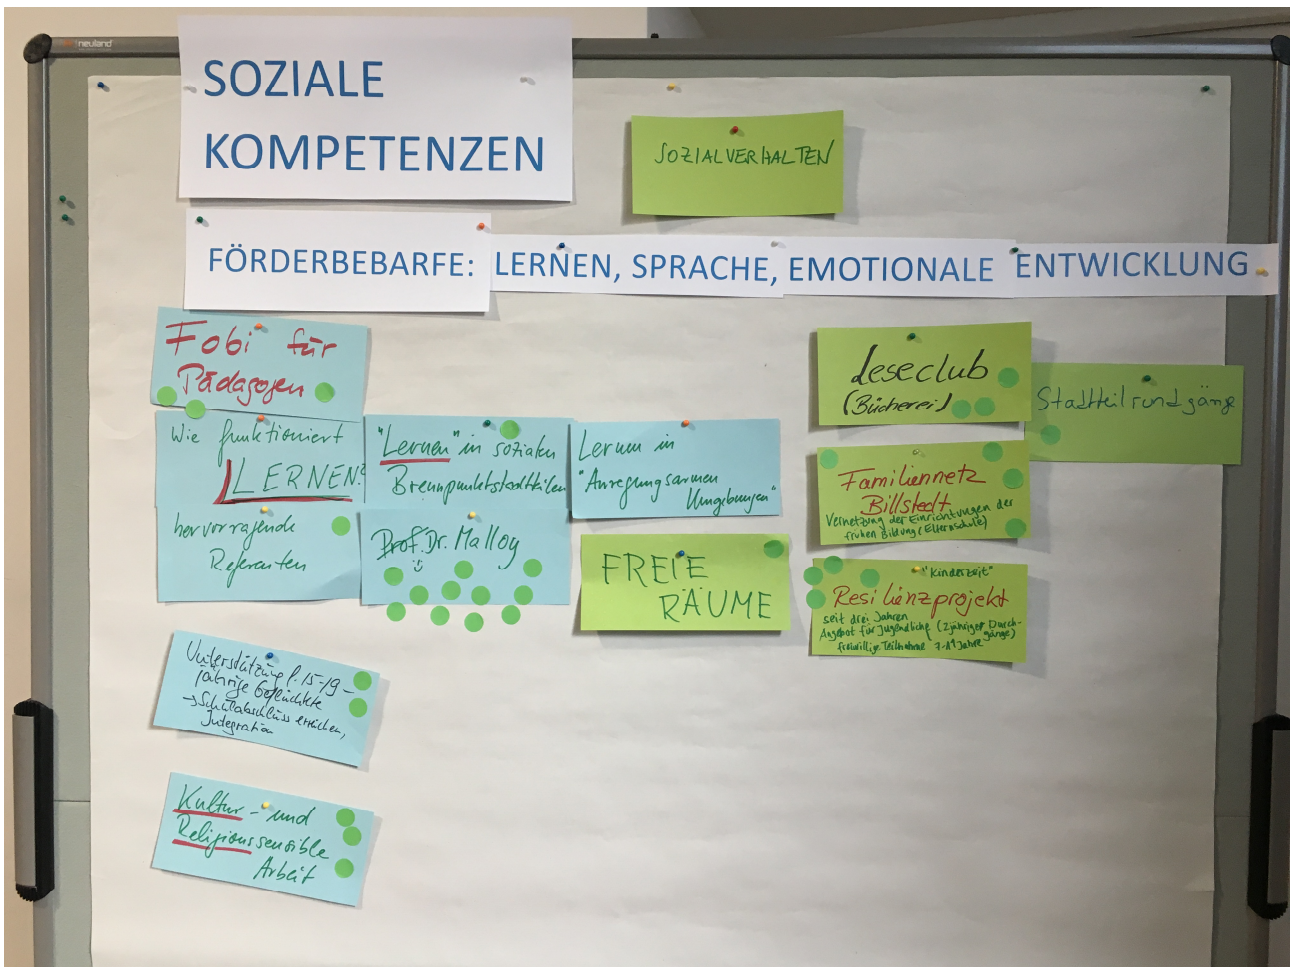 neuland
SOZIALE
KOMPETENZEN
SOZIALVERHALTEN
FÖRDERBEBARFE: LERNEN, SPRACHE, EMOTIONALE ENTWICKLUNG
Fobi für
Pädagogen
Wie funktioniert
LERNEN?
hervorragende
Referenten
"Lernen" in sozialen
Brennpunktstadtteilen
Prof. Dr. Malloy
Lernen in
"Anregungsarmen
Umgebungen"
FREIE
RÄUME
Leseclub
(Bücherei)
Stadtteilrundgänge
Familiennetz
Billstedt
Vernetzung der Einrichtungen der
frühen Bildung (Elternschule)
"Kinderzeit"
Resilienzprojekt
seit drei Jahren
Angebot für Jugendliche (2jähriger Durch-
gänge)
freiwillige Teilnahme 7-11 Jahre
Unterstützung f. 15-19-
jährige Geflüchtete
→ Schulabschluss erreichen,
Integration
Kultur- und
Religionssensible
Arbeit